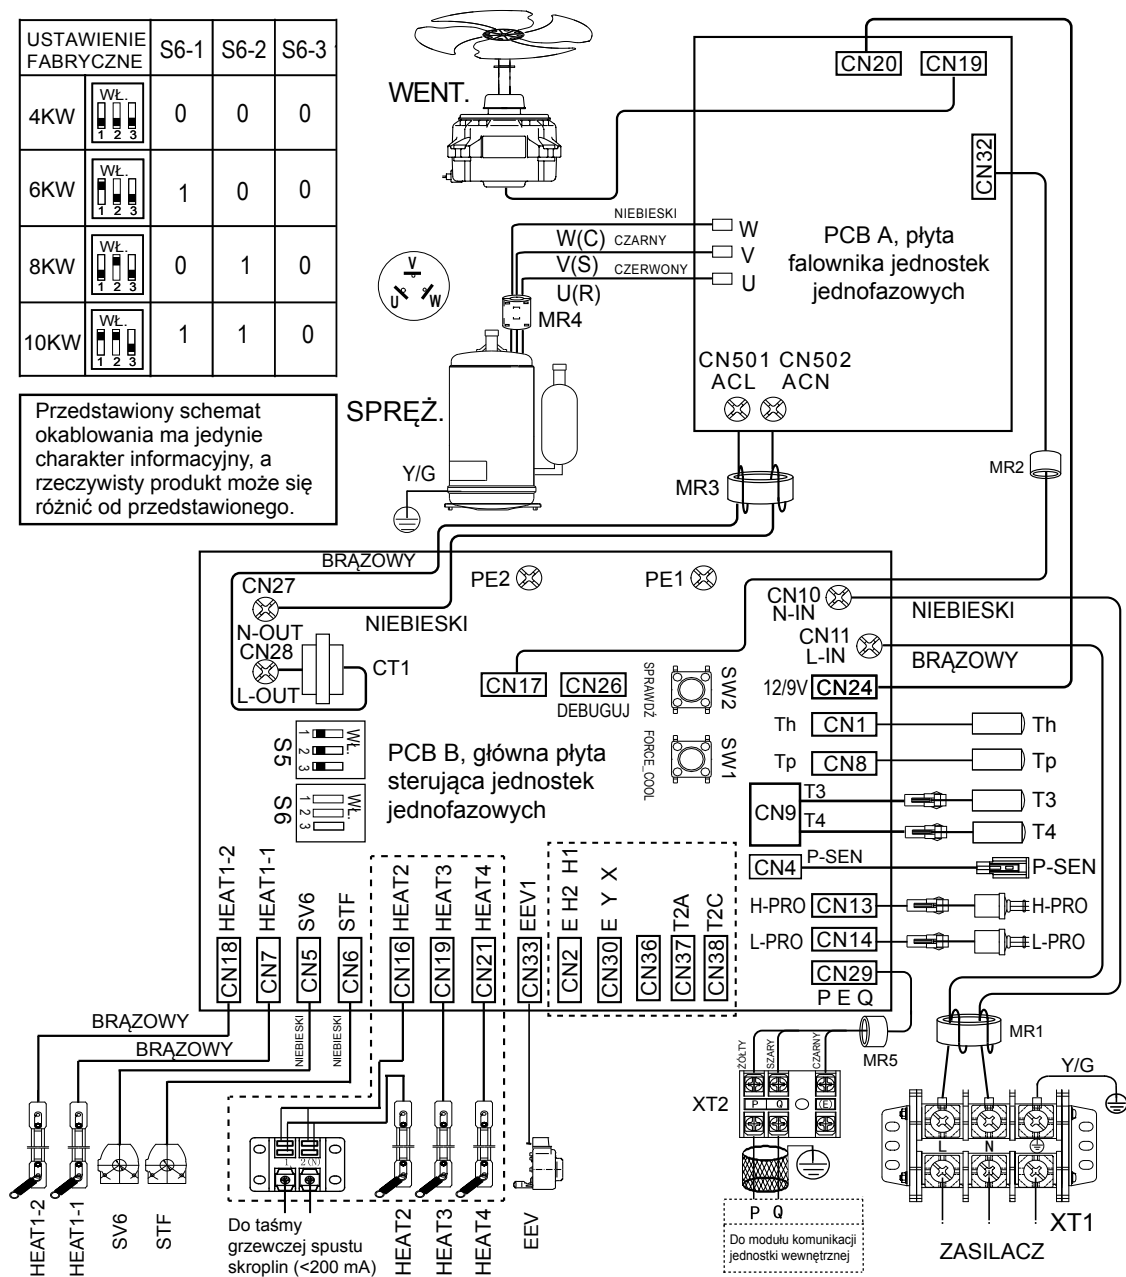 USTAWIENIE FABRYCZNE S6-1 S6-2 S6-3
4KW WŁ. 1 2 3 0 0 0
6KW WŁ. 1 2 3 1 0 0
8KW WŁ. 1 2 3 0 1 0
10KW WŁ. 1 2 3 1 1 0
Przedstawiony schemat
okablowania ma jedynie
charakter informacyjny, a
rzeczywisty produkt może się
różnić od przedstawionego.
WENT.
CN20 CN19
CN32
NIEBIESKI
W(C) CZARNY
V(S) CZERWONY
U(R)
W
V
U
V
U W
MR4
PCB A, płyta
falownika jednostek
jednofazowych
CN501 CN502
ACL ACN
SPRĘŻ.
Y/G
MR3
MR2
BRĄZOWY
CN27
N-OUT
NIEBIESKI
CN28
L-OUT
CT1
PE2
PE1
CN10
N-IN
NIEBIESKI
CN11
L-IN
BRĄZOWY
CN17
CN26
DEBUGUJ
SPRAWDŹ
SW2
FORCE_COOL
SW1
12/9V CN24
Th CN1 Th
Tp CN8 Tp
CN9
T3 T3
T4 T4
CN4 P-SEN P-SEN
H-PRO CN13 H-PRO
L-PRO CN14 L-PRO
CN29
P E Q
S5
1 2 3 WŁ.
S6
1 2 3 WŁ.
PCB B, główna płyta
sterująca jednostek
jednofazowych
CN18 HEAT1-2
CN7 HEAT1-1
CN5 SV6
CN6 STF
CN16 HEAT2
CN19 HEAT3
CN21 HEAT4
CN33 EEV1
CN2 E H2 H1
CN30 E Y X
CN36
CN37 T2A
CN38 T2C
BRĄZOWY
BRĄZOWY
NIEBIESKI
NIEBIESKI
HEAT1-2
HEAT1-1
SV6
STF
2(N)
Do taśmy
grzewczej spustu
skroplin (<200 mA)
HEAT2
HEAT3
HEAT4
EEV
ŻÓŁTY
SZARY
CZARNY
MR5
XT2
P Q E
P Q
Do modułu komunikacji
jednostki wewnętrznej
MR1
Y/G
L N
XT1
ZASILACZ